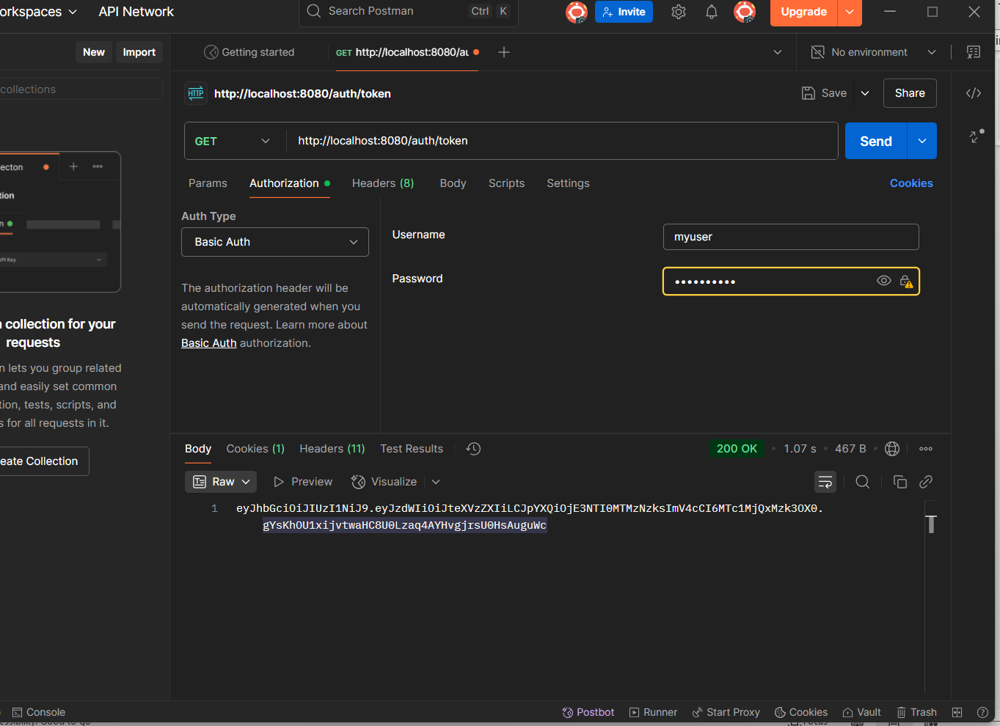 orkspaces
API Network
Search Postman
Ctrl
K
Invite
Upgrade
New
Import
Getting started
GET http://localhost:8080/au
No environment
collections
HTTP
http://localhost:8080/auth/token
Save
Share
GET
http://localhost:8080/auth/token
Send
Params
Authorization
Headers (8)
Body
Scripts
Settings
Cookies
ecton
tion
n
API Key
Auth Type
Basic Auth
Username
myuser
Password
The authorization header will be
automatically generated when you
send the request. Learn more about
Basic Auth authorization.
collection for your
requests
n lets you group related
and easily set common
tion, tests, scripts, and
s for all requests in it.
eate Collection
Body
Cookies (1)
Headers (11)
Test Results
200 OK
1.07 s
467 B
Raw
Preview
Visualize
1
eyJhbGciOiJIUzI1NiJ9.eyJzdWIiOiJteXVzZXIiLCJpYXQiOjE3NTI0MTMzNzksImV4cCI6MTc1MjQxMzk3OX0.
gYsKhOU1xijvtwaHC8U0Lzaq4AYHvgjrsU0HsAuguWc
Console
Postbot
Runner
Start Proxy
Cookies
Vault
Trash